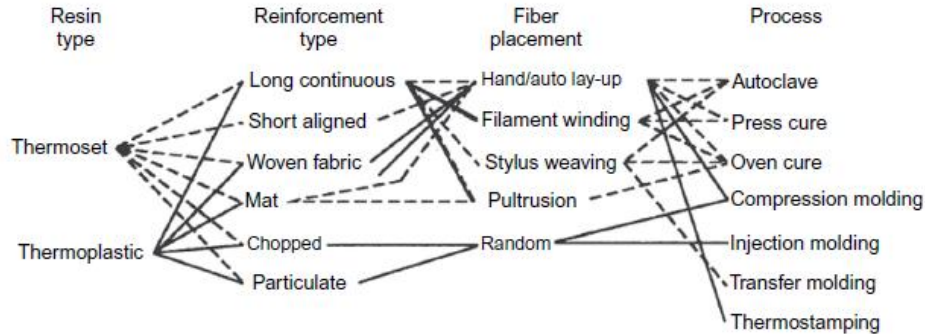 Resin type
Reinforcement type
Fiber placement
Process
Thermoset
Thermoplastic
Long continuous
Short aligned
Woven fabric
Mat
Chopped
Particulate
Hand/auto lay-up
Filament winding
Stylus weaving
Pultrusion
Random
Autoclave
Press cure
Oven cure
Compression molding
Injection molding
Transfer molding
Thermostamping